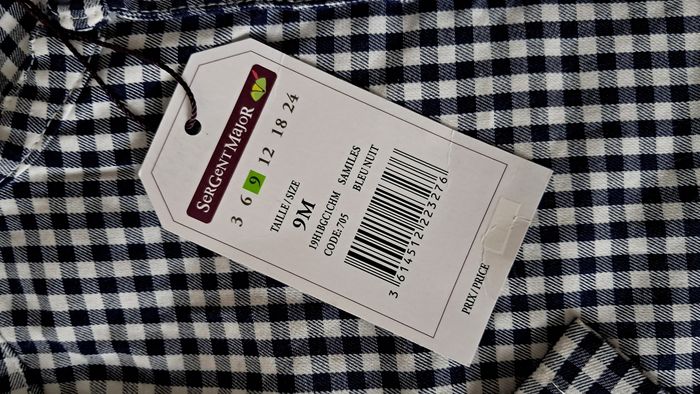 SERGENT MAJOR
3 6 9 12 18 24
TAILLE / SIZE
9M
19H1BGC1CHM SAMILES
CODE: 705 BLEU NUIT
3 614512 223276
PRIX / PRICE